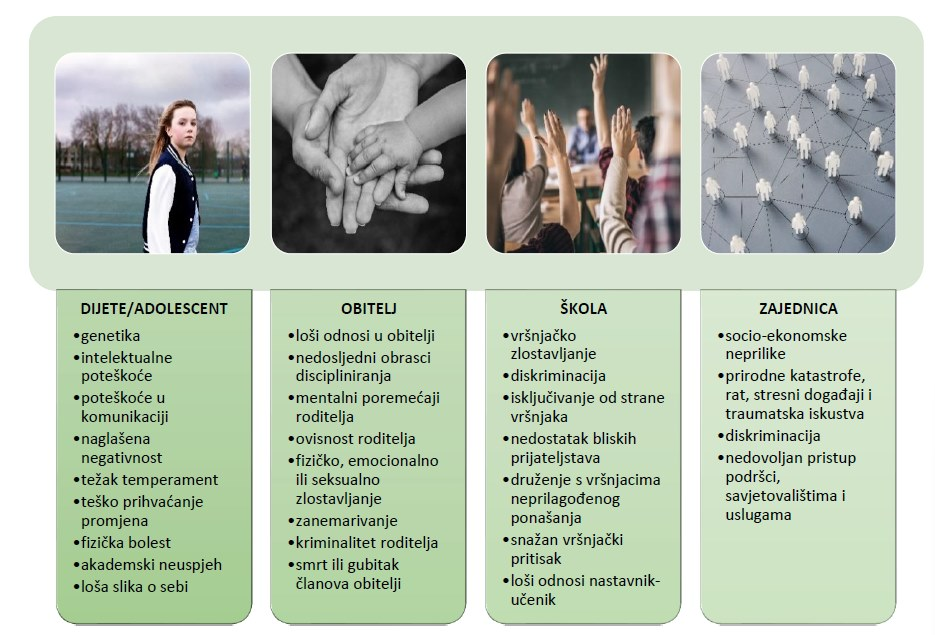 DIJETE/ADOLESCENT
•genetika
•intelektualne
poteškoće
•poteškoće u
komunikaciji
•naglašena
negativnost
•težak temperament
•teško prihvaćanje
promjena
•fizička bolest
•akademski neuspjeh
•loša slika o sebi
OBITELJ
•loši odnosi u obitelji
•nedosljedni obrasci
discipliniranja
•mentalni poremećaji
roditelja
•ovisnost roditelja
•fizičko, emocionalno
ili seksualno
zlostavljanje
•zanemarivanje
•kriminalitet roditelja
•smrt ili gubitak
članova obitelji
ŠKOLA
•vršnjačko
zlostavljanje
•diskriminacija
•isključivanje od strane
vršnjaka
•nedostatak bliskih
prijateljstava
•druženje s vršnjacima
neprilagođenog
ponašanja
•snažan vršnjački
pritisak
•loši odnosi nastavnik-
učenik
ZAJEDNICA
•socio-ekonomske
neprilike
•prirodne katastrofe,
rat, stresni događaji i
traumatska iskustva
•diskriminacija
•nedovoljan pristup
podršci,
savjetovalištima i
uslugama